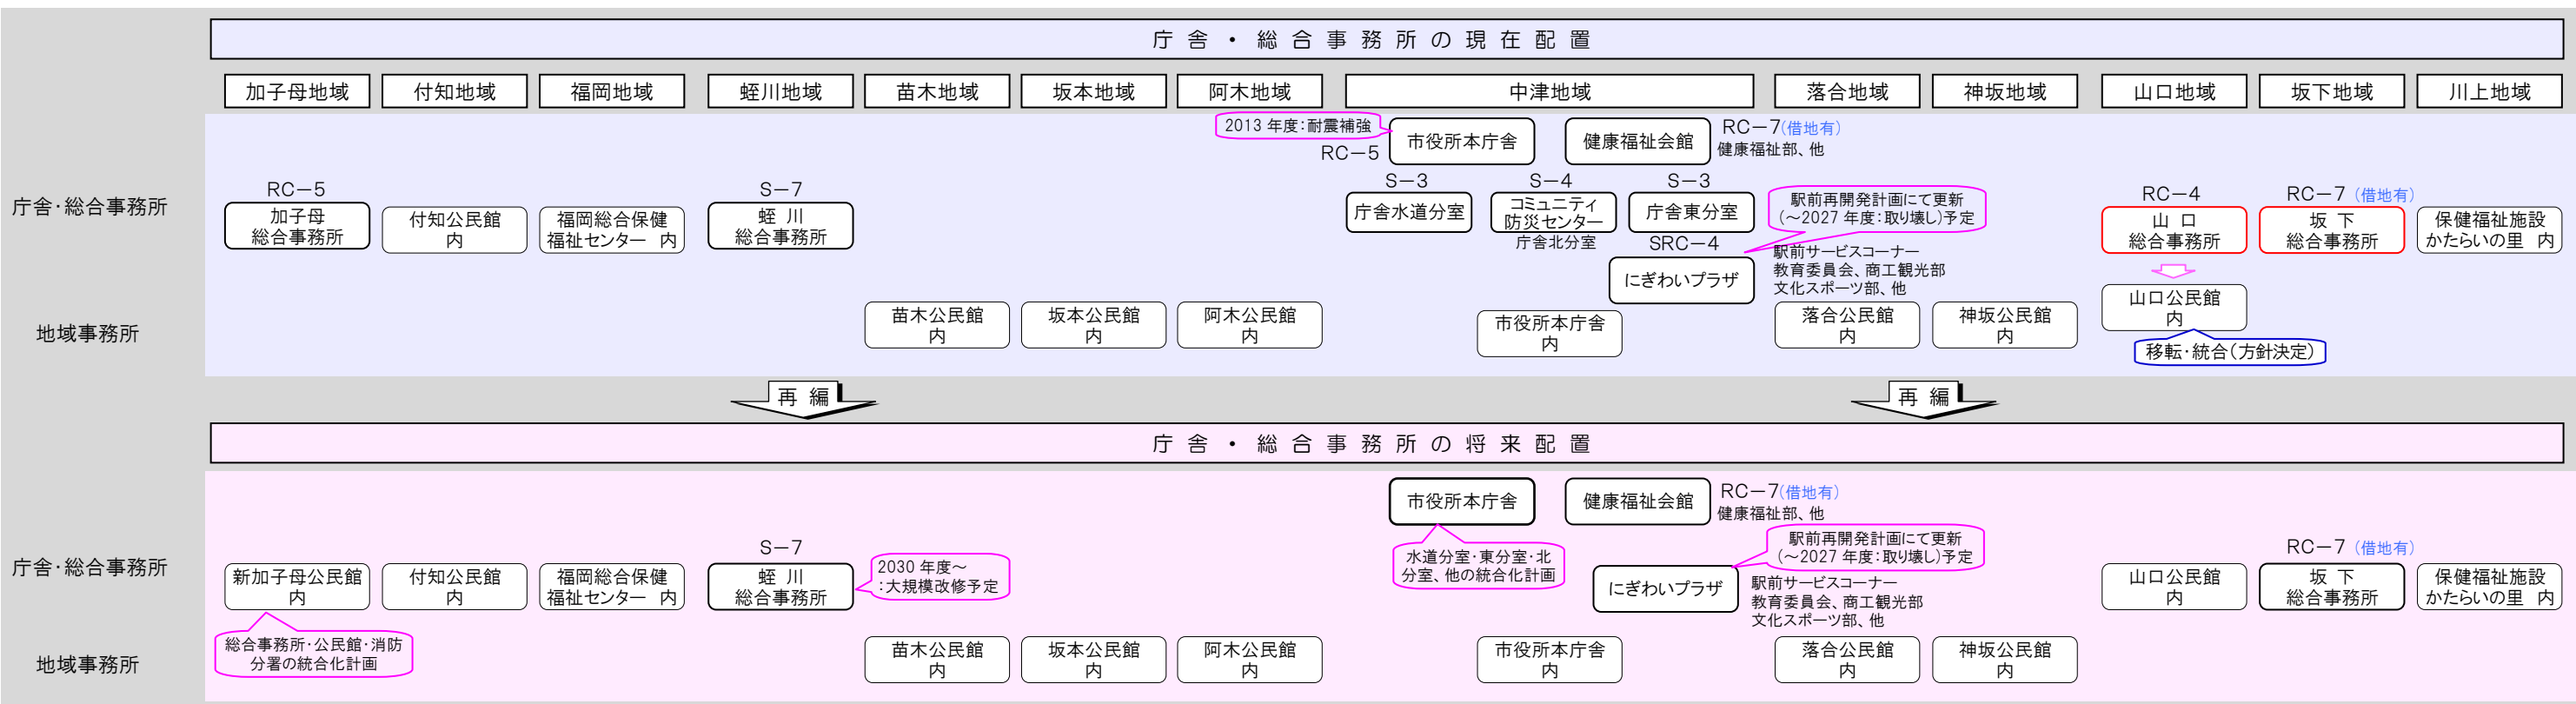 庁舎・総合事務所の現在配置
加子母地域
付知地域
福岡地域
蛭川地域
苗木地域
坂本地域
阿木地域
中津地域
落合地域
神坂地域
山口地域
坂下地域
川上地域
2013 年度:耐震補強
RC－5
市役所本庁舎
健康福祉会館
RC－7(借地有)
健康福祉部、他
庁舎・総合事務所
RC－5
加子母
総合事務所
付知公民館
内
福岡総合保健
福祉センター 内
S－7
蛭 川
総合事務所
S－3
庁舎水道分室
S－4
コミュニティ
防災センター
庁舎北分室
S－3
庁舎東分室
駅前再開発計画にて更新
(～2027 年度:取り壊し)予定
SRC－4
にぎわいプラザ
駅前サービスコーナー
教育委員会、商工観光部
文化スポーツ部、他
RC－4
山 口
総合事務所
RC－7 (借地有)
坂 下
総合事務所
保健福祉施設
かたらいの里 内
地域事務所
苗木公民館
内
坂本公民館
内
阿木公民館
内
市役所本庁舎
内
落合公民館
内
神坂公民館
内
山口公民館
内
移転・統合(方針決定)
再 編
再 編
庁舎・総合事務所の将来配置
市役所本庁舎
健康福祉会館
RC－7(借地有)
健康福祉部、他
庁舎・総合事務所
新加子母公民館
内
総合事務所・公民館・消防
分署の統合化計画
付知公民館
内
福岡総合保健
福祉センター 内
S－7
蛭 川
総合事務所
2030 年度～
:大規模改修予定
水道分室・東分室・北
分室、他の統合化計画
駅前再開発計画にて更新
(～2027 年度:取り壊し)予定
にぎわいプラザ
駅前サービスコーナー
教育委員会、商工観光部
文化スポーツ部、他
山口公民館
内
RC－7 (借地有)
坂 下
総合事務所
保健福祉施設
かたらいの里 内
地域事務所
苗木公民館
内
坂本公民館
内
阿木公民館
内
市役所本庁舎
内
落合公民館
内
神坂公民館
内